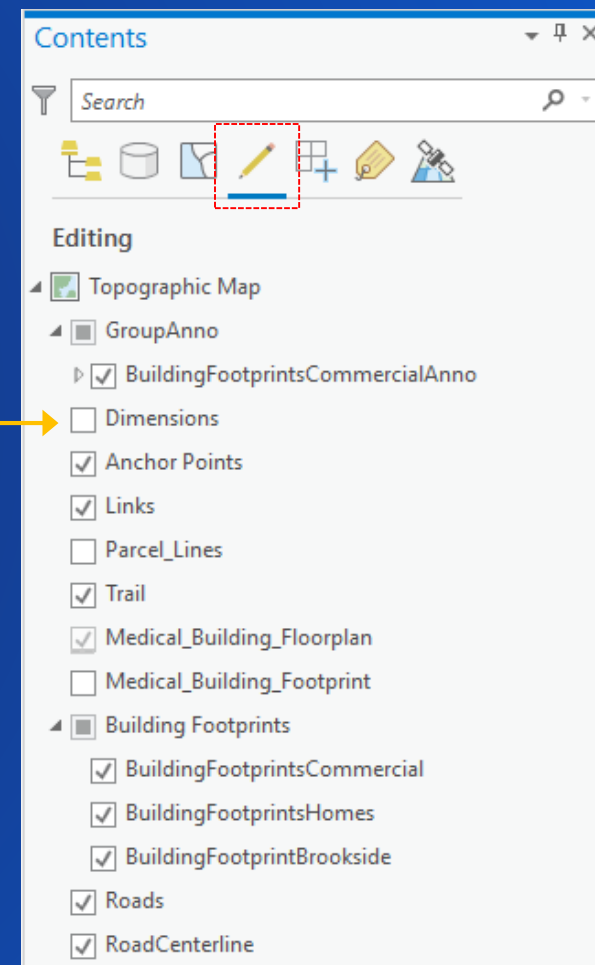 Contents
Search
Editing
Topographic Map
GroupAnno
BuildingFootprintsCommercialAnno
Dimensions
Anchor Points
Links
Parcel_Lines
Trail
Medical_Building_Floorplan
Medical_Building_Footprint
Building Footprints
BuildingFootprintsCommercial
BuildingFootprintsHomes
BuildingFootprintBrookside
Roads
RoadCenterline